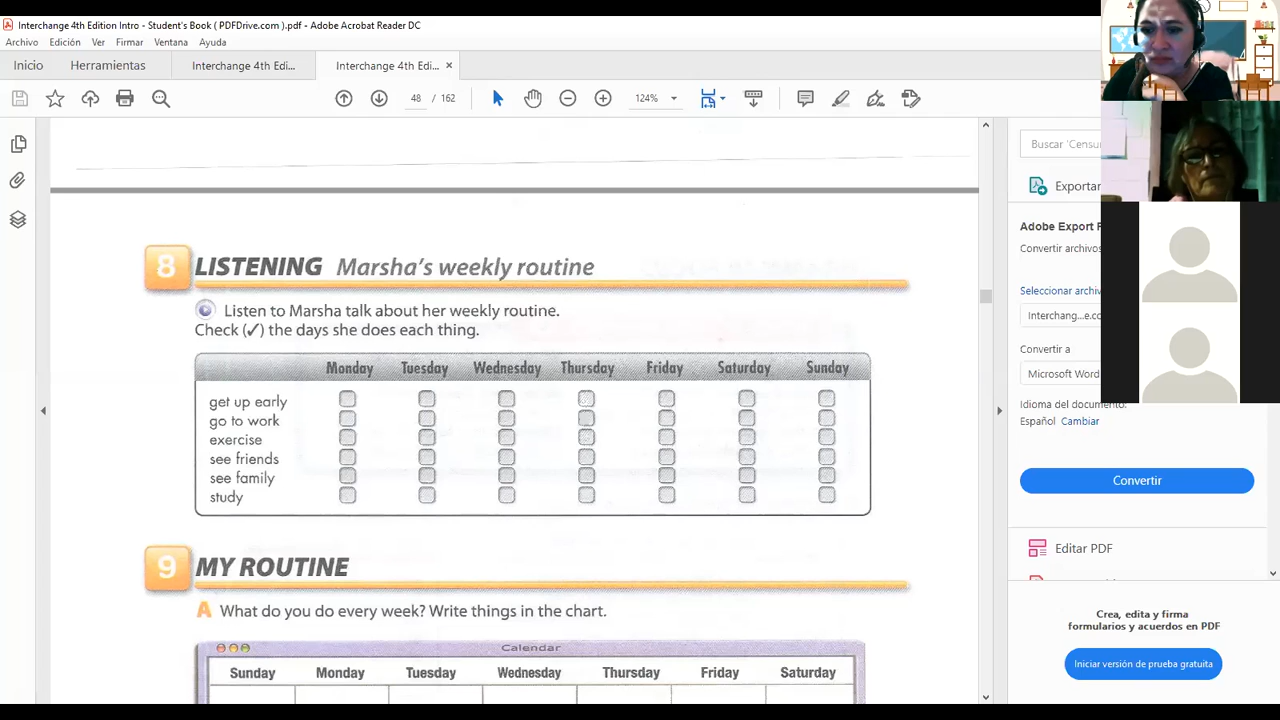 Interchange 4th Edition Intro - Student's Book ( PDFDrive.com ).pdf - Adobe Acrobat Reader DC
Archivo Edición Ver Firmar Ventana Ayuda
Inicio Herramientas Interchange 4th Edi... Interchange 4th Edi... ×
48 / 162 124%
Buscar 'Censu
Exportar
8 LISTENING Marsha's weekly routine
Listen to Marsha talk about her weekly routine.
Check (✓) the days she does each thing.
Monday Tuesday Wednesday Thursday Friday Saturday Sunday
get up early
go to work
exercise
see friends
see family
study
9 MY ROUTINE
A What do you do every week? Write things in the chart.
Calendar
Sunday Monday Tuesday Wednesday Thursday Friday Saturday
Adobe Export P
Convertir archivos
Seleccionar archiv
Interchang...e.co
Convertir a
Microsoft Word
Idioma del documento:
Español Cambiar
Convertir
Editar PDF
Crea, edita y firma
formularios y acuerdos en PDF
Iniciar versión de prueba gratuita